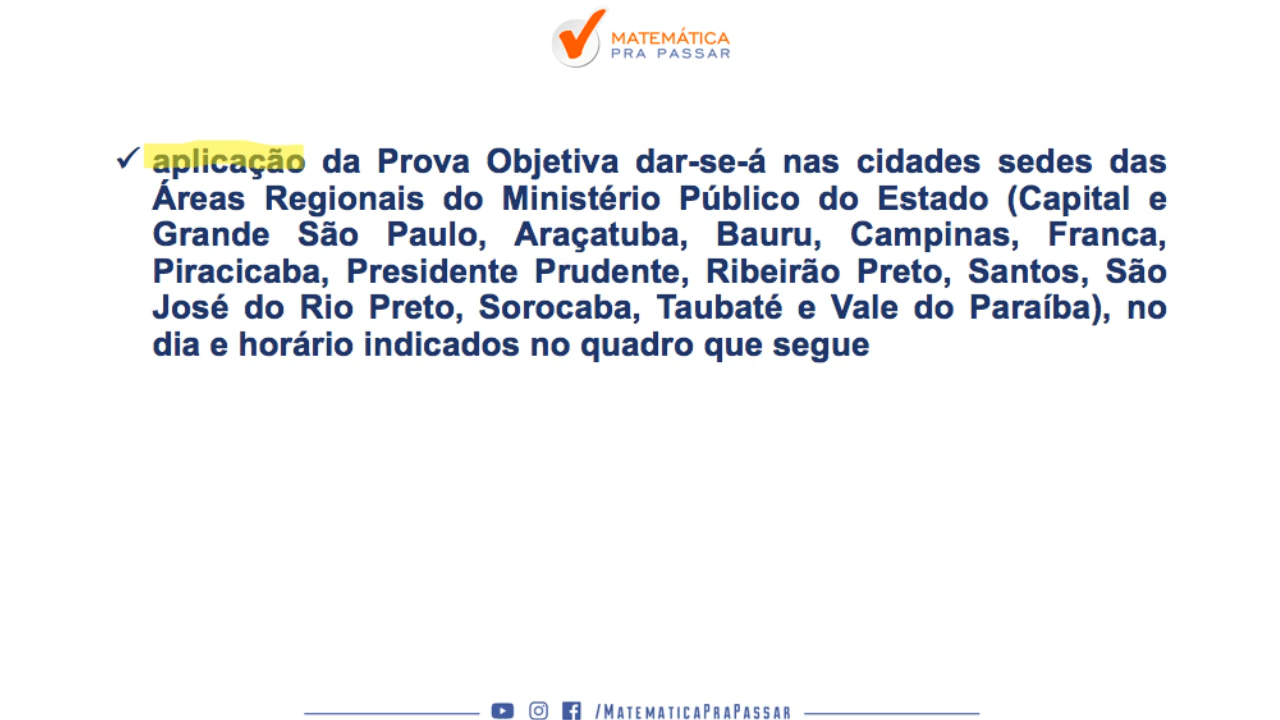 MATEMÁTICA
PRA PASSAR
✓ aplicação da Prova Objetiva dar-se-á nas cidades sedes das
Áreas Regionais do Ministério Público do Estado (Capital e
Grande São Paulo, Araçatuba, Bauru, Campinas, Franca,
Piracicaba, Presidente Prudente, Ribeirão Preto, Santos, São
José do Rio Preto, Sorocaba, Taubaté e Vale do Paraíba), no
dia e horário indicados no quadro que segue
/MATEMATICAPRAPASSAR